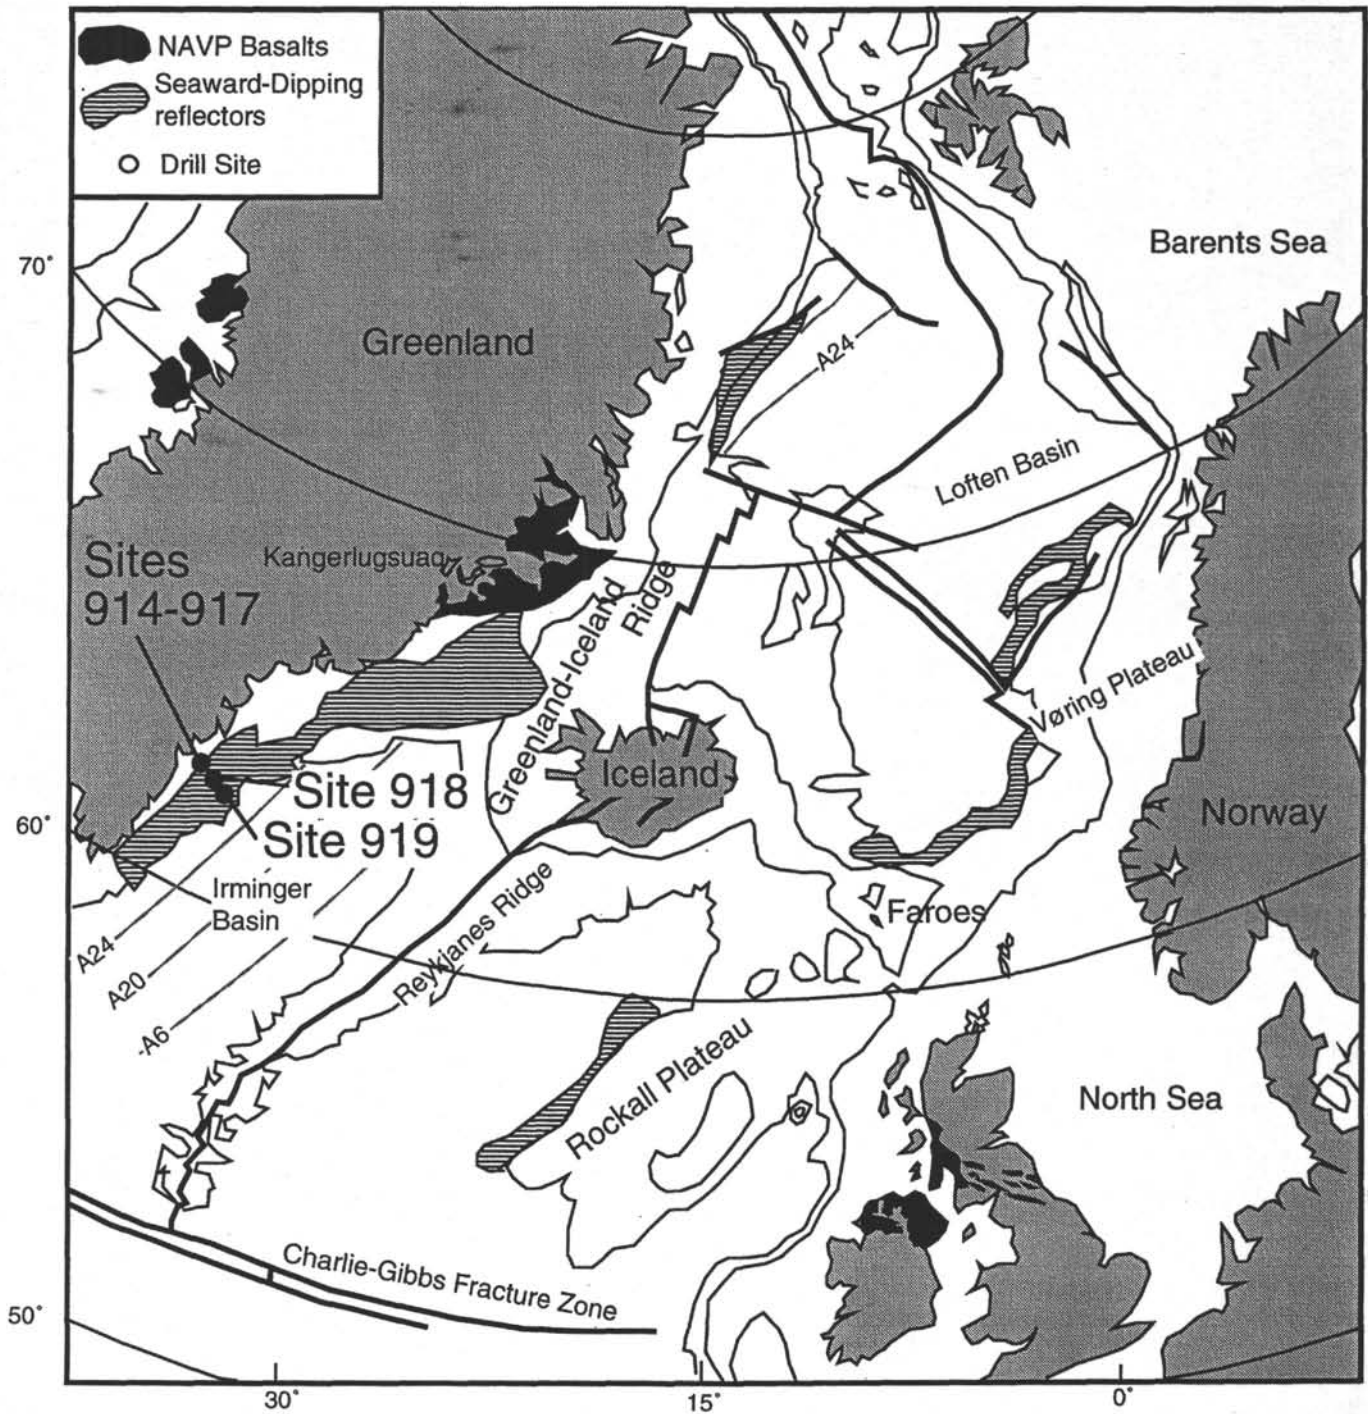 NAVP Basalts
Seaward-Dipping
reflectors
Drill Site
Barents Sea
70°
Greenland
A24
Loften Basin
Sites
914-917
Kangerlugsuaq
Greenland-Iceland
Ridge
Vøring Plateau
Iceland
Site 918
Site 919
60°
Norway
Irminger
Basin
Faroes
A24
A20
-A6
Reykjanes Ridge
Rockall Plateau
North Sea
Charlie-Gibbs Fracture Zone
50°
30°
15°
0°